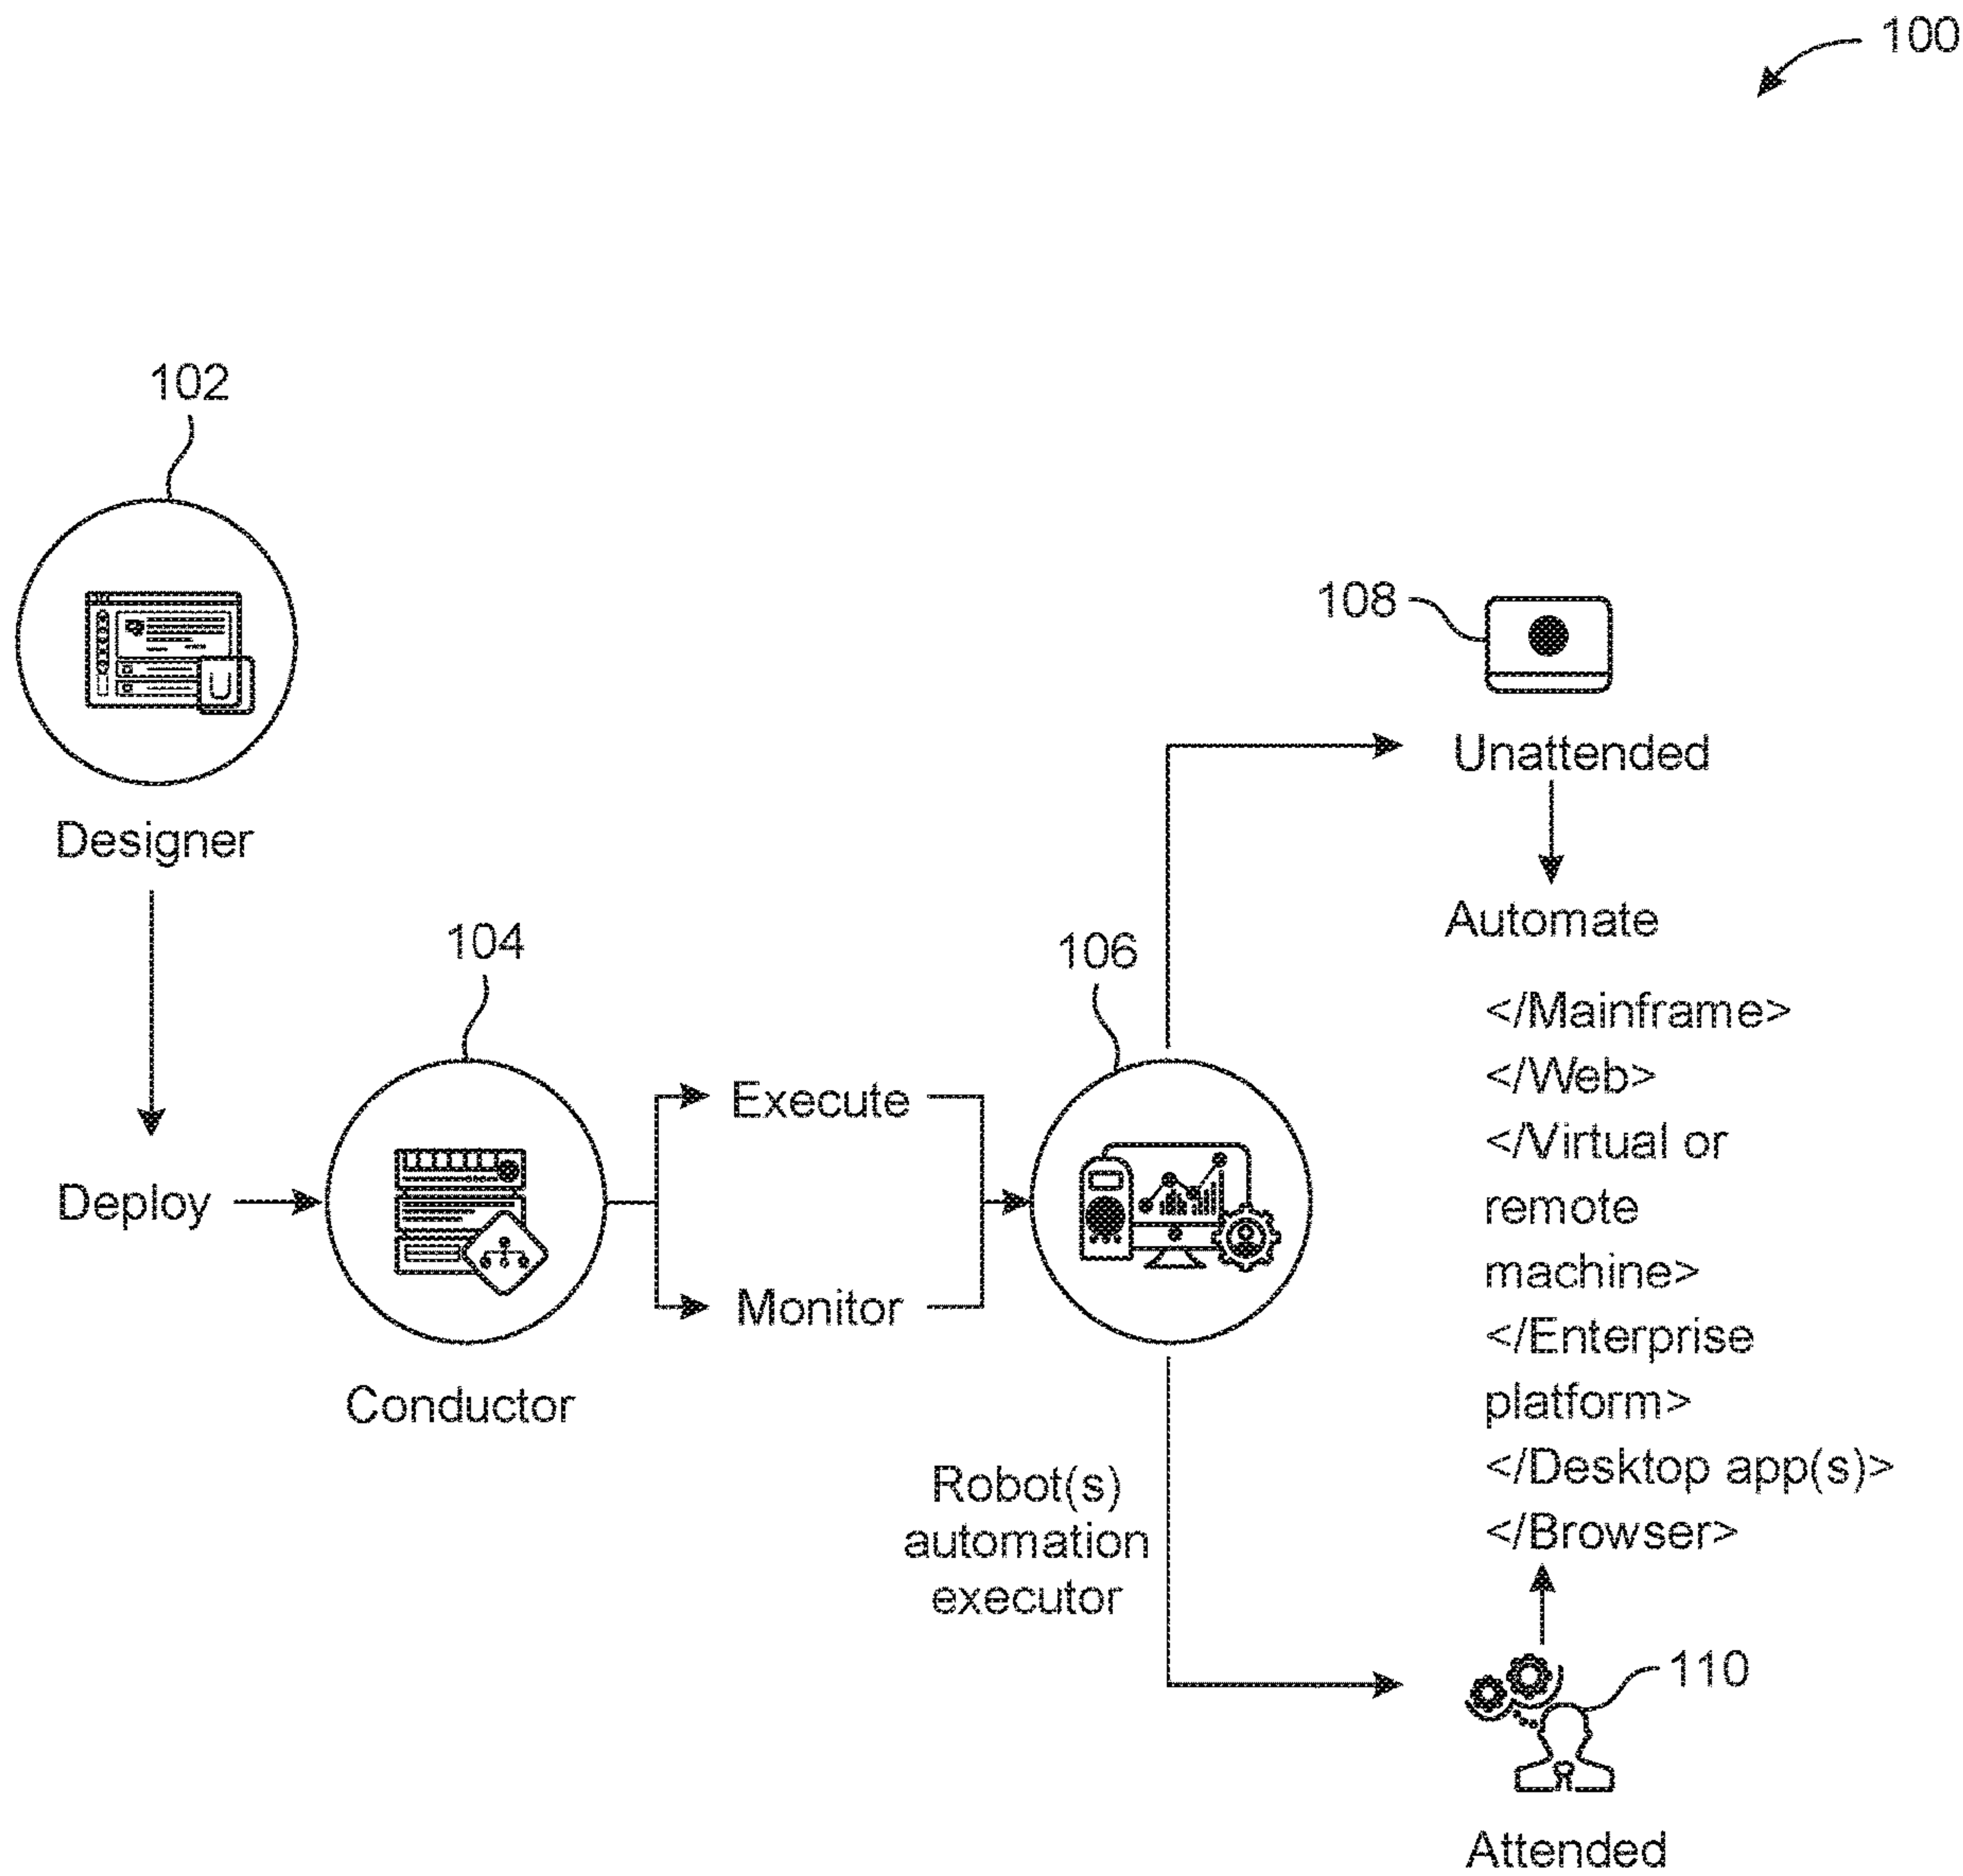 100
102
Designer
Deploy
104
Conductor
Execute
Monitor
106
Robot(s)
automation
executor
108
Unattended
Automate
</Mainframe>
</Web>
</Virtual or
remote
machine>
</Enterprise
platform>
</Desktop app(s)>
</Browser>
110
Attended